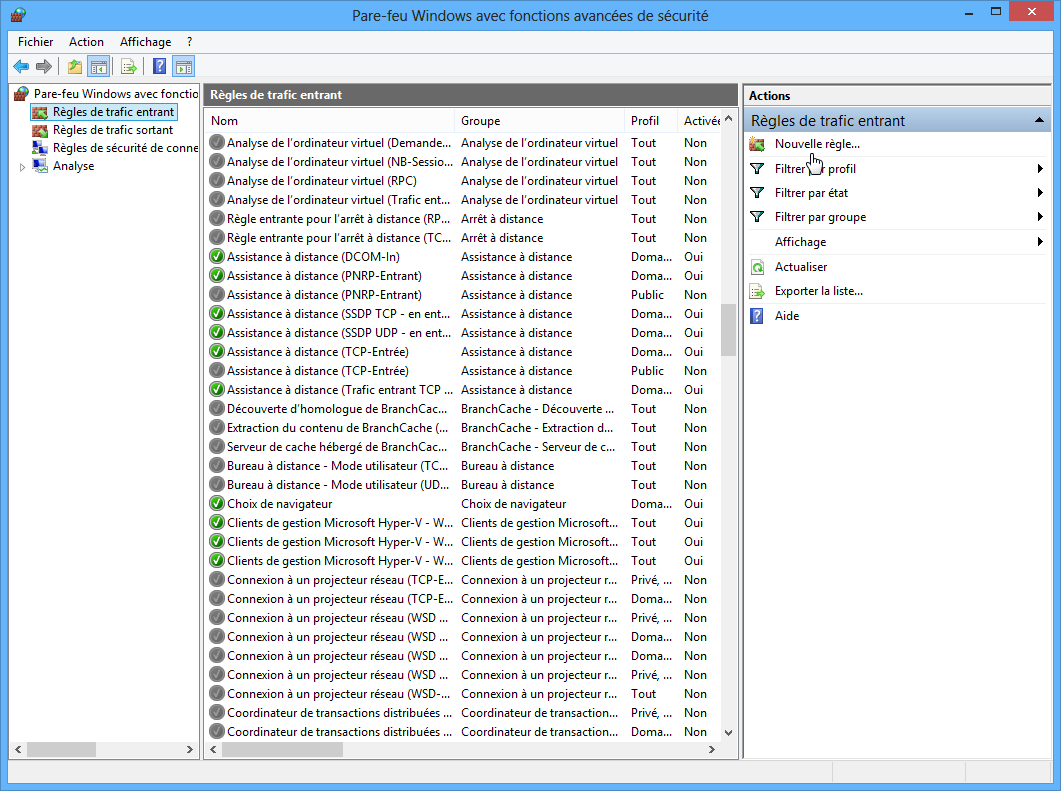 Pare-feu Windows avec fonctions avancées de sécurité
Fichier Action Affichage ?
Pare-feu Windows avec fonctio
Règles de trafic entrant
Règles de trafic sortant
Règles de sécurité de conne
Analyse
Règles de trafic entrant
Nom Groupe Profil Activée
Analyse de l'ordinateur virtuel (Demande... Analyse de l'ordinateur virtuel Tout Non
Analyse de l'ordinateur virtuel (NB-Sessio... Analyse de l'ordinateur virtuel Tout Non
Analyse de l'ordinateur virtuel (RPC) Analyse de l'ordinateur virtuel Tout Non
Analyse de l'ordinateur virtuel (Trafic ent... Analyse de l'ordinateur virtuel Tout Non
Règle entrante pour l'arrêt à distance (RP... Arrêt à distance Tout Non
Règle entrante pour l'arrêt à distance (TC... Arrêt à distance Tout Non
Assistance à distance (DCOM-In) Assistance à distance Doma... Oui
Assistance à distance (PNRP-Entrant) Assistance à distance Doma... Oui
Assistance à distance (PNRP-Entrant) Assistance à distance Public Non
Assistance à distance (SSDP TCP - en ent... Assistance à distance Doma... Oui
Assistance à distance (SSDP UDP - en ent... Assistance à distance Doma... Oui
Assistance à distance (TCP-Entrée) Assistance à distance Doma... Oui
Assistance à distance (TCP-Entrée) Assistance à distance Public Non
Assistance à distance (Trafic entrant TCP ... Assistance à distance Doma... Oui
Découverte d'homologue de BranchCac... BranchCache - Découverte ... Tout Non
Extraction du contenu de BranchCache (... BranchCache - Extraction d... Tout Non
Serveur de cache hébergé de BranchCac... BranchCache - Serveur de c... Tout Non
Bureau à distance - Mode utilisateur (TC... Bureau à distance Tout Non
Bureau à distance - Mode utilisateur (UD... Bureau à distance Tout Non
Choix de navigateur Choix de navigateur Doma... Oui
Clients de gestion Microsoft Hyper-V - W... Clients de gestion Microsoft... Tout Oui
Clients de gestion Microsoft Hyper-V - W... Clients de gestion Microsoft... Tout Oui
Clients de gestion Microsoft Hyper-V - W... Clients de gestion Microsoft... Tout Oui
Connexion à un projecteur réseau (TCP-E... Connexion à un projecteur r... Privé, ... Non
Connexion à un projecteur réseau (TCP-E... Connexion à un projecteur r... Doma... Non
Connexion à un projecteur réseau (WSD ... Connexion à un projecteur r... Privé, ... Non
Connexion à un projecteur réseau (WSD ... Connexion à un projecteur r... Doma... Non
Connexion à un projecteur réseau (WSD ... Connexion à un projecteur r... Doma... Non
Connexion à un projecteur réseau (WSD ... Connexion à un projecteur r... Privé, ... Non
Connexion à un projecteur réseau (WSD-... Connexion à un projecteur r... Tout Non
Coordinateur de transactions distribuées ... Coordinateur de transaction... Privé, ... Non
Coordinateur de transactions distribuées ... Coordinateur de transaction... Doma... Non
Actions
Règles de trafic entrant
Nouvelle règle...
Filtrer par profil
Filtrer par état
Filtrer par groupe
Affichage
Actualiser
Exporter la liste...
Aide